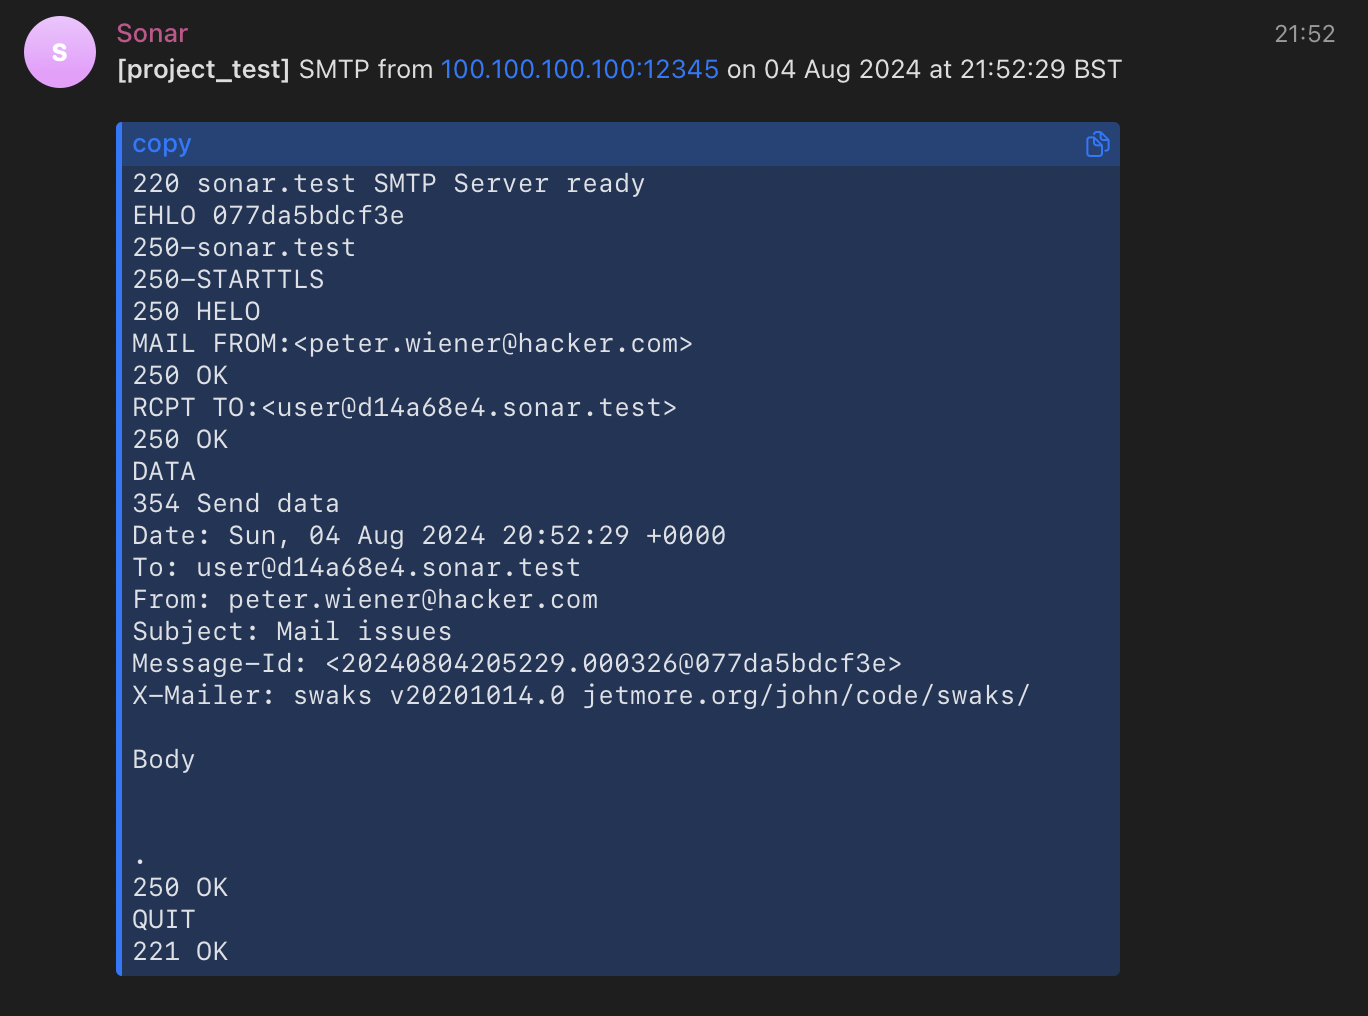 S
Sonar
21:52
[project_test] SMTP from 100.100.100.100:12345 on 04 Aug 2024 at 21:52:29 BST
copy
220 sonar.test SMTP Server ready
EHLO 077da5bdcf3e
250-sonar.test
250-STARTTLS
250 HELO
MAIL FROM:<peter.wiener@hacker.com>
250 OK
RCPT TO:<user@d14a68e4.sonar.test>
250 OK
DATA
354 Send data
Date: Sun, 04 Aug 2024 20:52:29 +0000
To: user@d14a68e4.sonar.test
From: peter.wiener@hacker.com
Subject: Mail issues
Message-Id: <20240804205229.000326@077da5bdcf3e>
X-Mailer: swaks v20201014.0 jetmore.org/john/code/swaks/
Body
.
250 OK
QUIT
221 OK